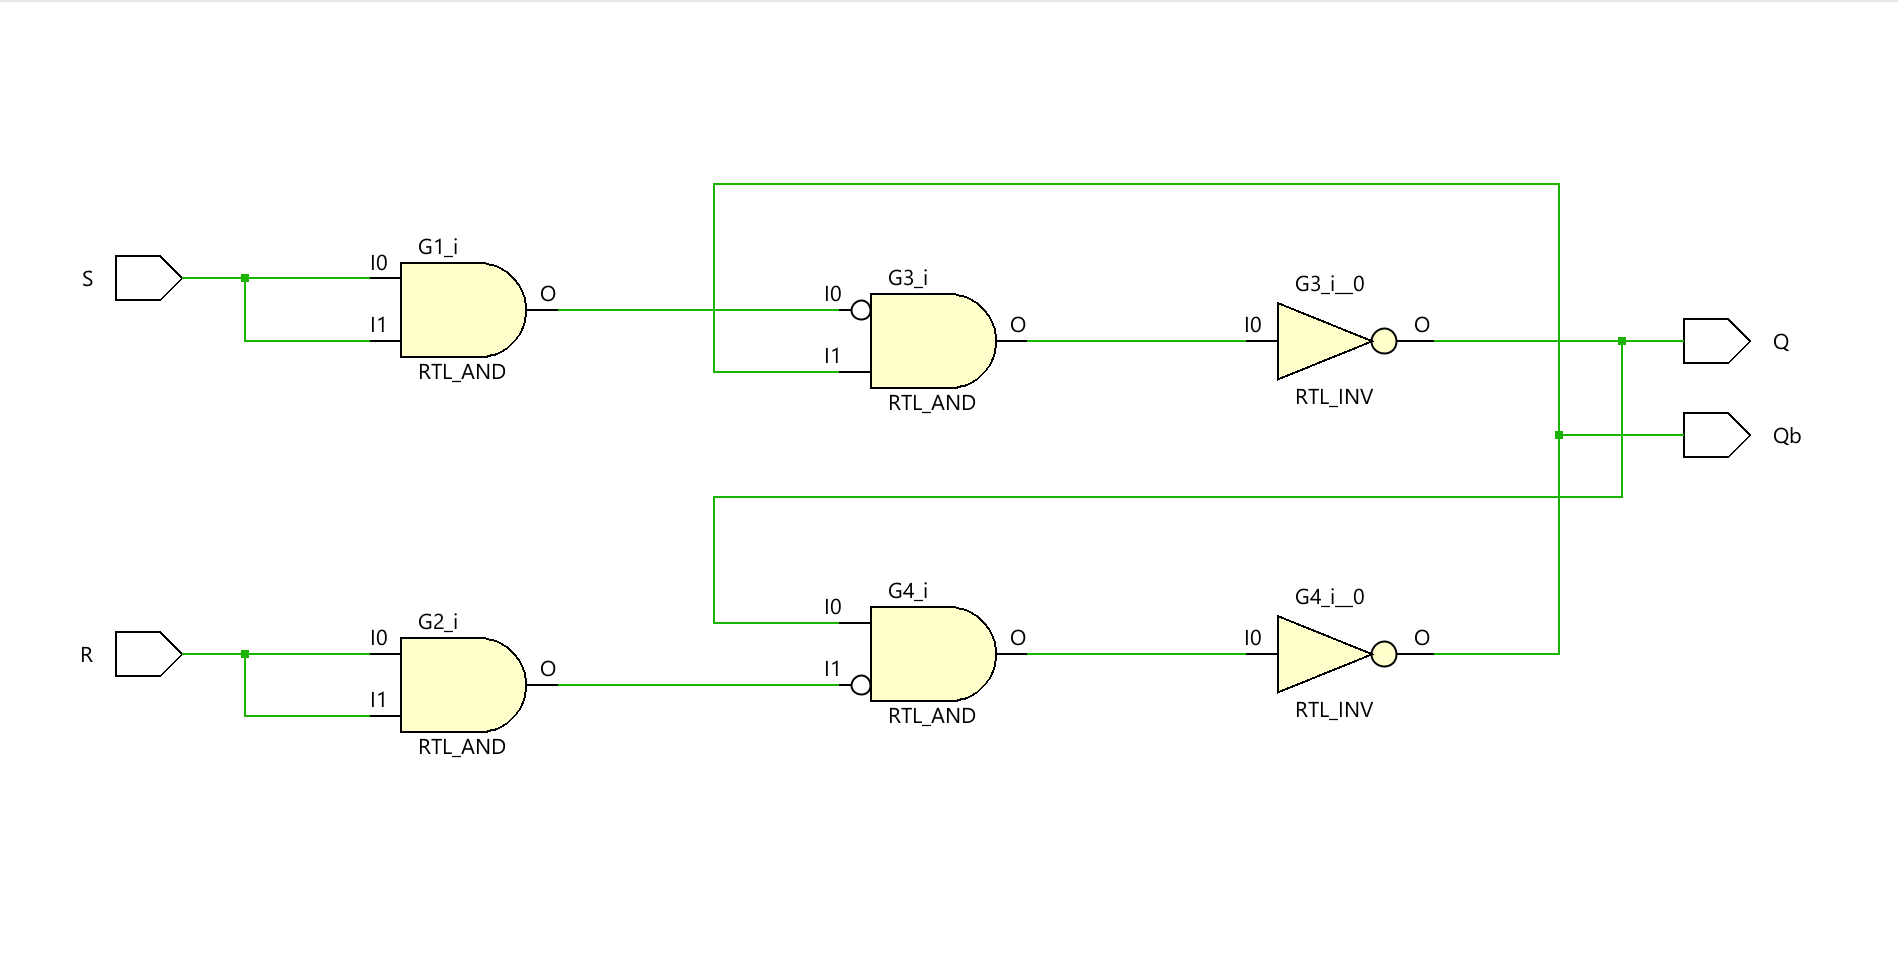 S
I0
I1
G1_i
O
RTL_AND
I0
I1
G3_i
O
RTL_AND
I0
G3_i__0
O
RTL_INV
Q
Qb
R
I0
I1
G2_i
O
RTL_AND
I0
I1
G4_i
O
RTL_AND
I0
G4_i__0
O
RTL_INV